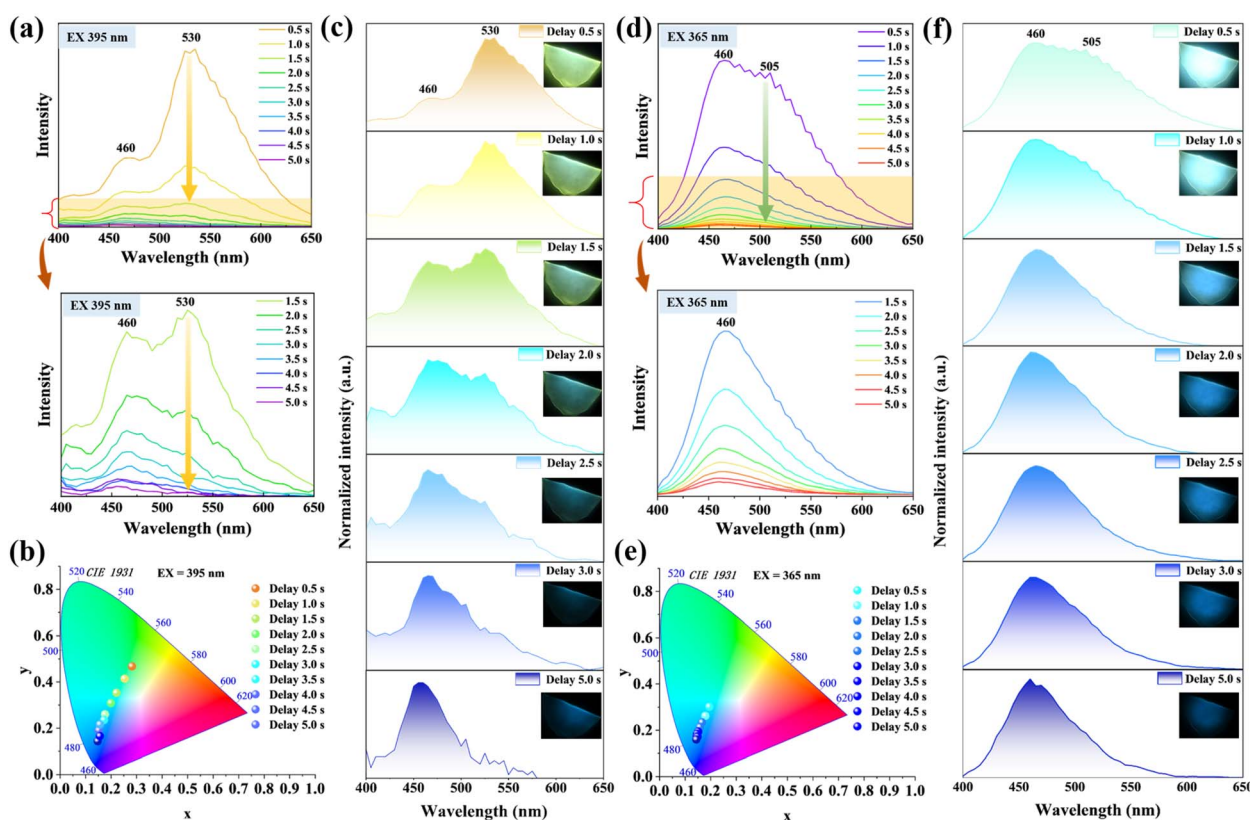 (a)
EX 395 nm
530
460
0.5 s
1.0 s
1.5 s
2.0 s
2.5 s
3.0 s
3.5 s
4.0 s
4.5 s
5.0 s
Intensity
400 450 500 550 600 650
Wavelength (nm)
EX 395 nm
530
460
1.5 s
2.0 s
2.5 s
3.0 s
3.5 s
4.0 s
4.5 s
5.0 s
Intensity
400 450 500 550 600 650
Wavelength (nm)
(b)
CIE 1931
EX = 395 nm
520
540
560
580
600
620
500
480
460
Delay 0.5 s
Delay 1.0 s
Delay 1.5 s
Delay 2.0 s
Delay 2.5 s
Delay 3.0 s
Delay 3.5 s
Delay 4.0 s
Delay 4.5 s
Delay 5.0 s
0.8
0.6
0.4
0.2
0.0
y
0.0 0.1 0.2 0.3 0.4 0.5 0.6 0.7 0.8 0.9 1.0
x
(c)
530
460
Delay 0.5 s
Delay 1.0 s
Delay 1.5 s
Delay 2.0 s
Delay 2.5 s
Delay 3.0 s
Delay 5.0 s
Normalized intensity (a.u.)
400 450 500 550 600 650
Wavelength (nm)
(d)
EX 365 nm
460
505
0.5 s
1.0 s
1.5 s
2.0 s
2.5 s
3.0 s
3.5 s
4.0 s
4.5 s
5.0 s
Intensity
400 450 500 550 600 650
Wavelength (nm)
EX 365 nm
460
1.5 s
2.0 s
2.5 s
3.0 s
3.5 s
4.0 s
4.5 s
5.0 s
Intensity
400 450 500 550 600 650
Wavelength (nm)
(e)
CIE 1931
EX = 365 nm
520
540
560
580
600
620
500
480
460
Delay 0.5 s
Delay 1.0 s
Delay 1.5 s
Delay 2.0 s
Delay 2.5 s
Delay 3.0 s
Delay 3.5 s
Delay 4.0 s
Delay 4.5 s
Delay 5.0 s
0.8
0.6
0.4
0.2
0.0
y
0.0 0.1 0.2 0.3 0.4 0.5 0.6 0.7 0.8 0.9 1.0
x
(f)
460
505
Delay 0.5 s
Delay 1.0 s
Delay 1.5 s
Delay 2.0 s
Delay 2.5 s
Delay 3.0 s
Delay 5.0 s
Normalized intensity (a.u.)
400 450 500 550 600 650
Wavelength (nm)